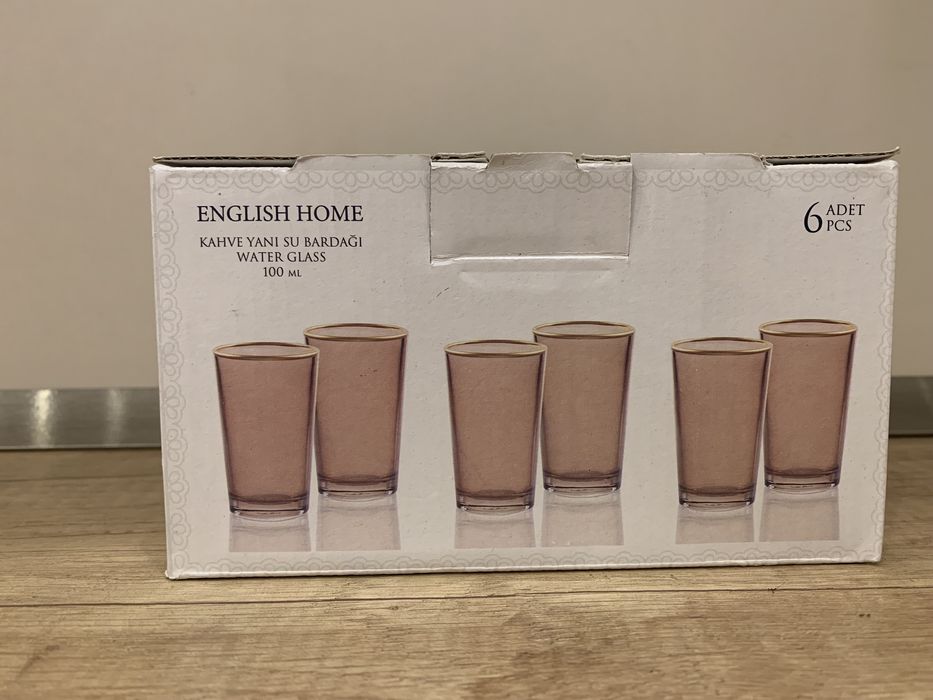 ENGLISH HOME
KAHVE YANI SU BARDAĞI
WATER GLASS
100 ML
6 ADET
PCS